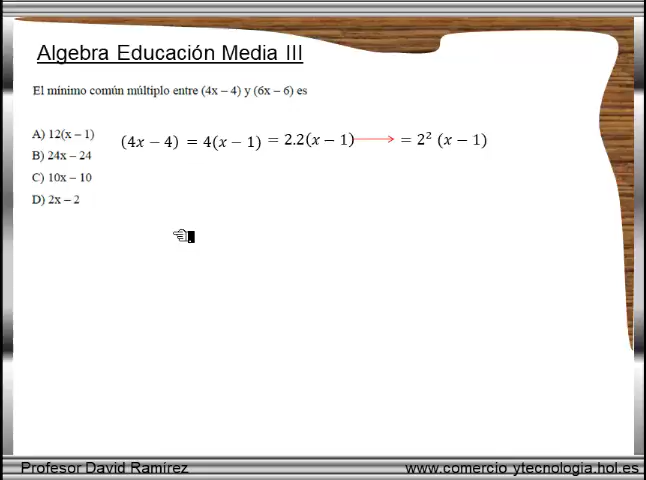 Algebra Educación Media III
El mínimo común múltiplo entre (4x – 4) y (6x – 6) es
A) 12(x – 1)
(4x − 4) = 4(x − 1) = 2.2(x − 1) → = 2² (x − 1)
B) 24x – 24
C) 10x – 10
D) 2x – 2
Profesor David Ramírez
www.comercio ytecnologia.hol.es